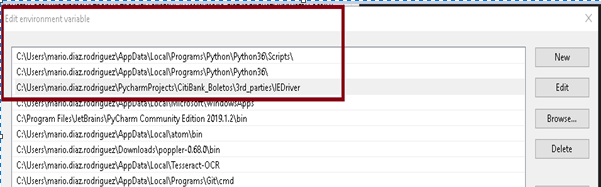 Edit environment variable
C:\Users\mario.diaz.rodriguez\AppData\Local\Programs\Python\Python36\Scripts\
C:\Users\mario.diaz.rodriguez\AppData\Local\Programs\Python\Python36\
C:\Users\mario.diaz.rodriguez\PycharmProjects\CitiBank_Boletos\3rd_parties\IEDriver
C:\Users\mario.diaz.rodriguez\AppData\Local\Microsoft\WindowsApps
C:\Program Files\JetBrains\PyCharm Community Edition 2019.1.2\bin
C:\Users\mario.diaz.rodriguez\AppData\Local\atom\bin
C:\Users\mario.diaz.rodriguez\Downloads\poppler-0.68.0\bin
C:\Users\mario.diaz.rodriguez\AppData\Local\Tesseract-OCR
C:\Users\mario.diaz.rodriguez\AppData\Local\Programs\Git\cmd
New
Edit
Browse...
Delete